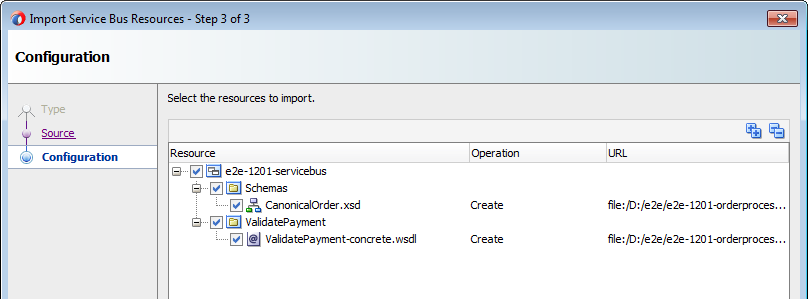 Import Service Bus Resources - Step 3 of 3
Configuration
Type
Source
Configuration
Select the resources to import.
Resource Operation URL
e2e-1201-servicebus
Schemas
CanonicalOrder.xsd Create file:/D:/e2e/e2e-1201-orderproces...
ValidatePayment
ValidatePayment-concrete.wsdl Create file:/D:/e2e/e2e-1201-orderproces...